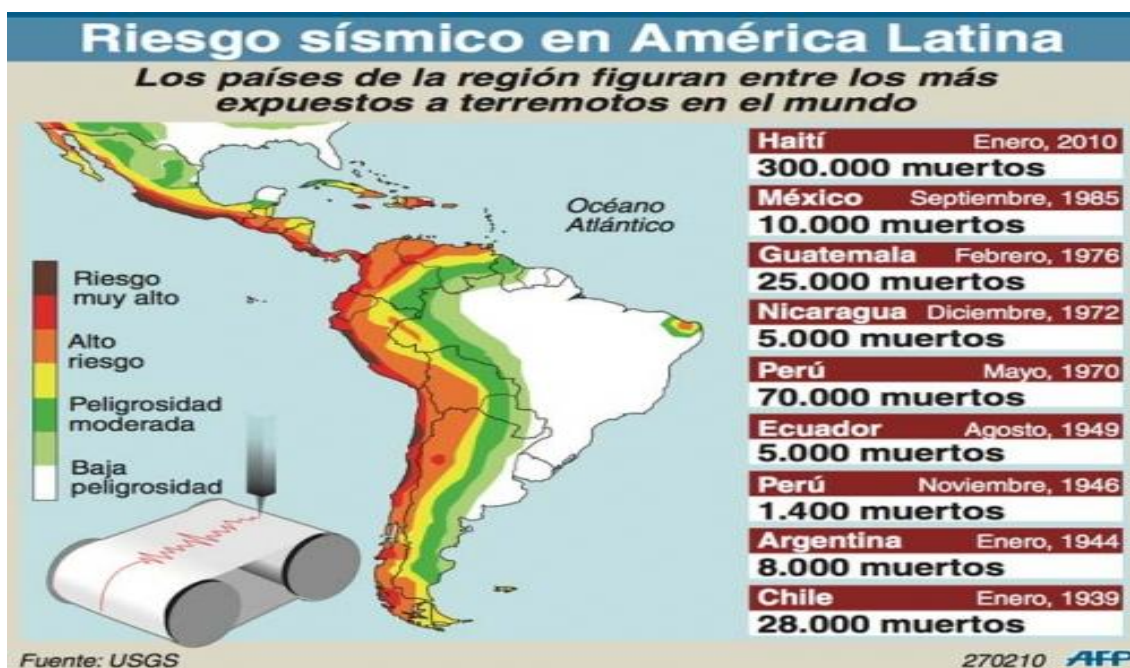 Riesgo sísmico en América Latina
Los países de la región figuran entre los más
expuestos a terremotos en el mundo
Océano
Atlántico
Riesgo
muy alto
Alto
riesgo
Peligrosidad
moderada
Baja
peligrosidad
Haití Enero, 2010
300.000 muertos
México Septiembre, 1985
10.000 muertos
Guatemala Febrero, 1976
25.000 muertos
Nicaragua Diciembre, 1972
5.000 muertos
Perú Mayo, 1970
70.000 muertos
Ecuador Agosto, 1949
5.000 muertos
Perú Noviembre, 1946
1.400 muertos
Argentina Enero, 1944
8.000 muertos
Chile Enero, 1939
28.000 muertos
Fuente: USGS
270210 AFP